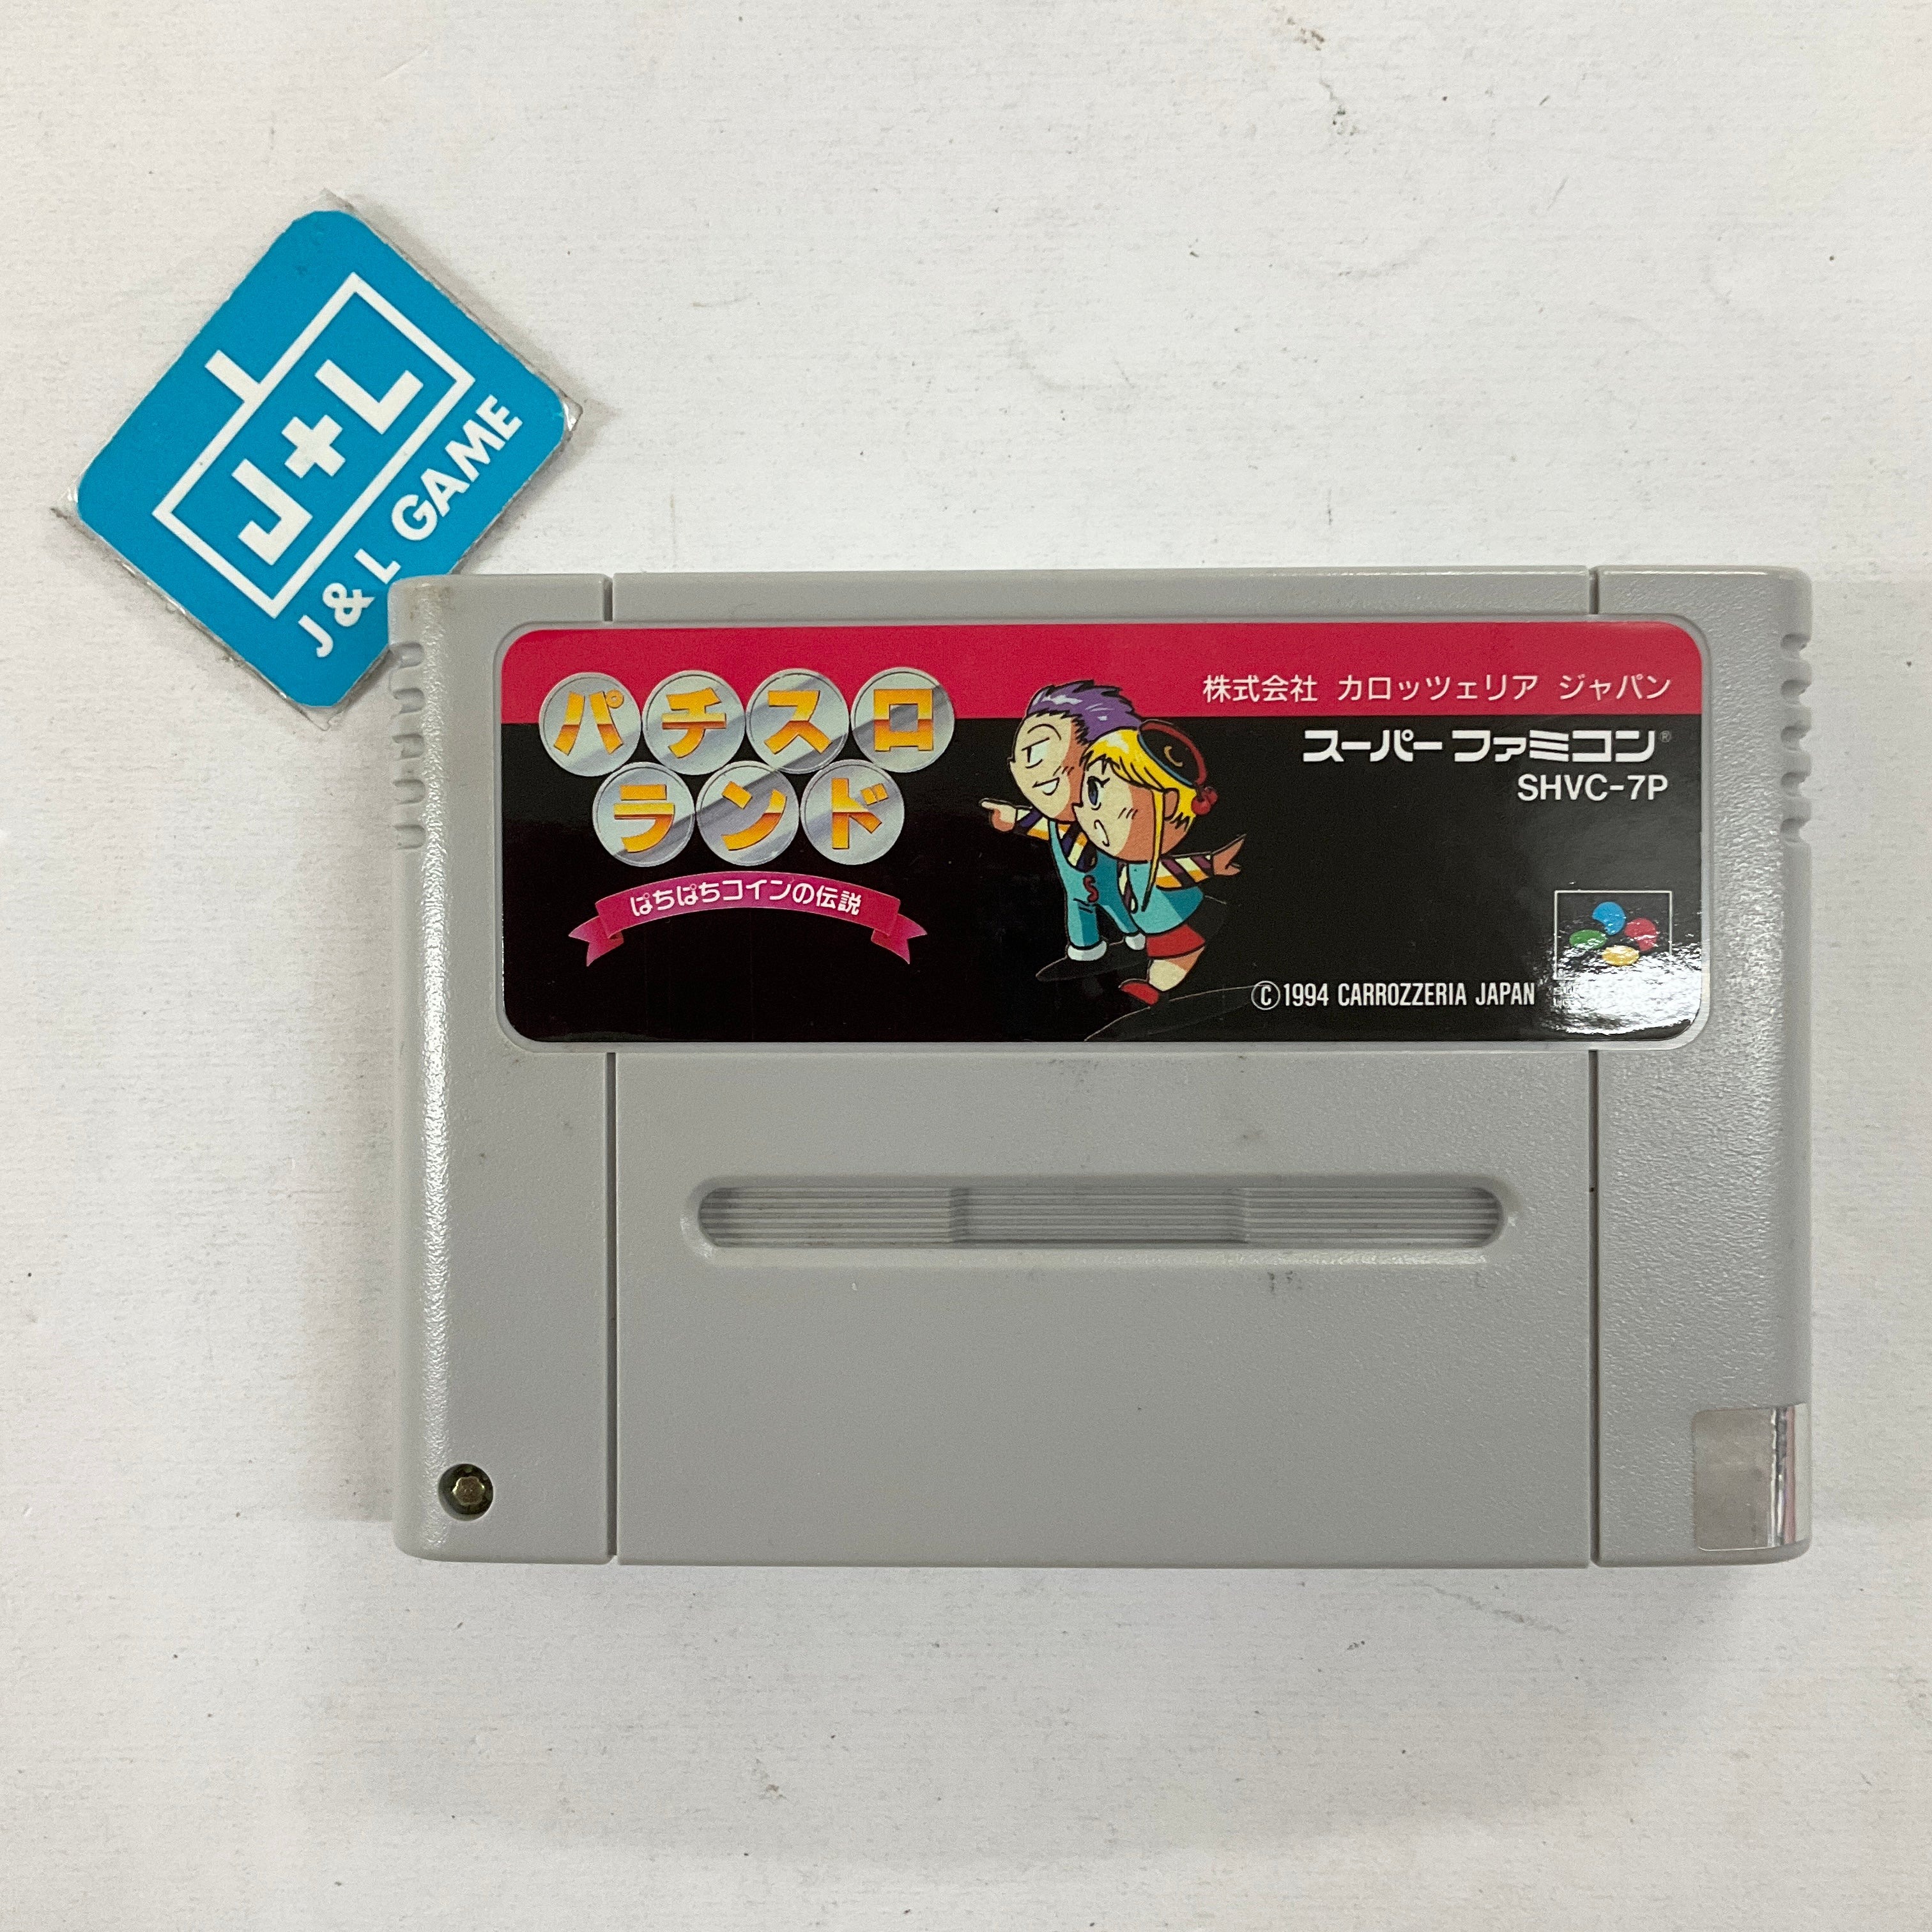 J+L
J & L GAME
パチスロ
ランド
ぱちぱちコインの伝説
株式会社 カロッツェリア ジャパン
スーパーファミコン®
SHVC-7P
©1994 CARROZZERIA JAPAN